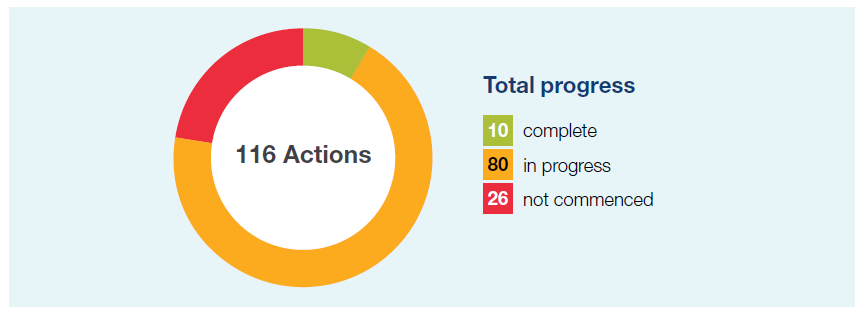 116 Actions
Total progress
10 complete
80 in progress
26 not commenced